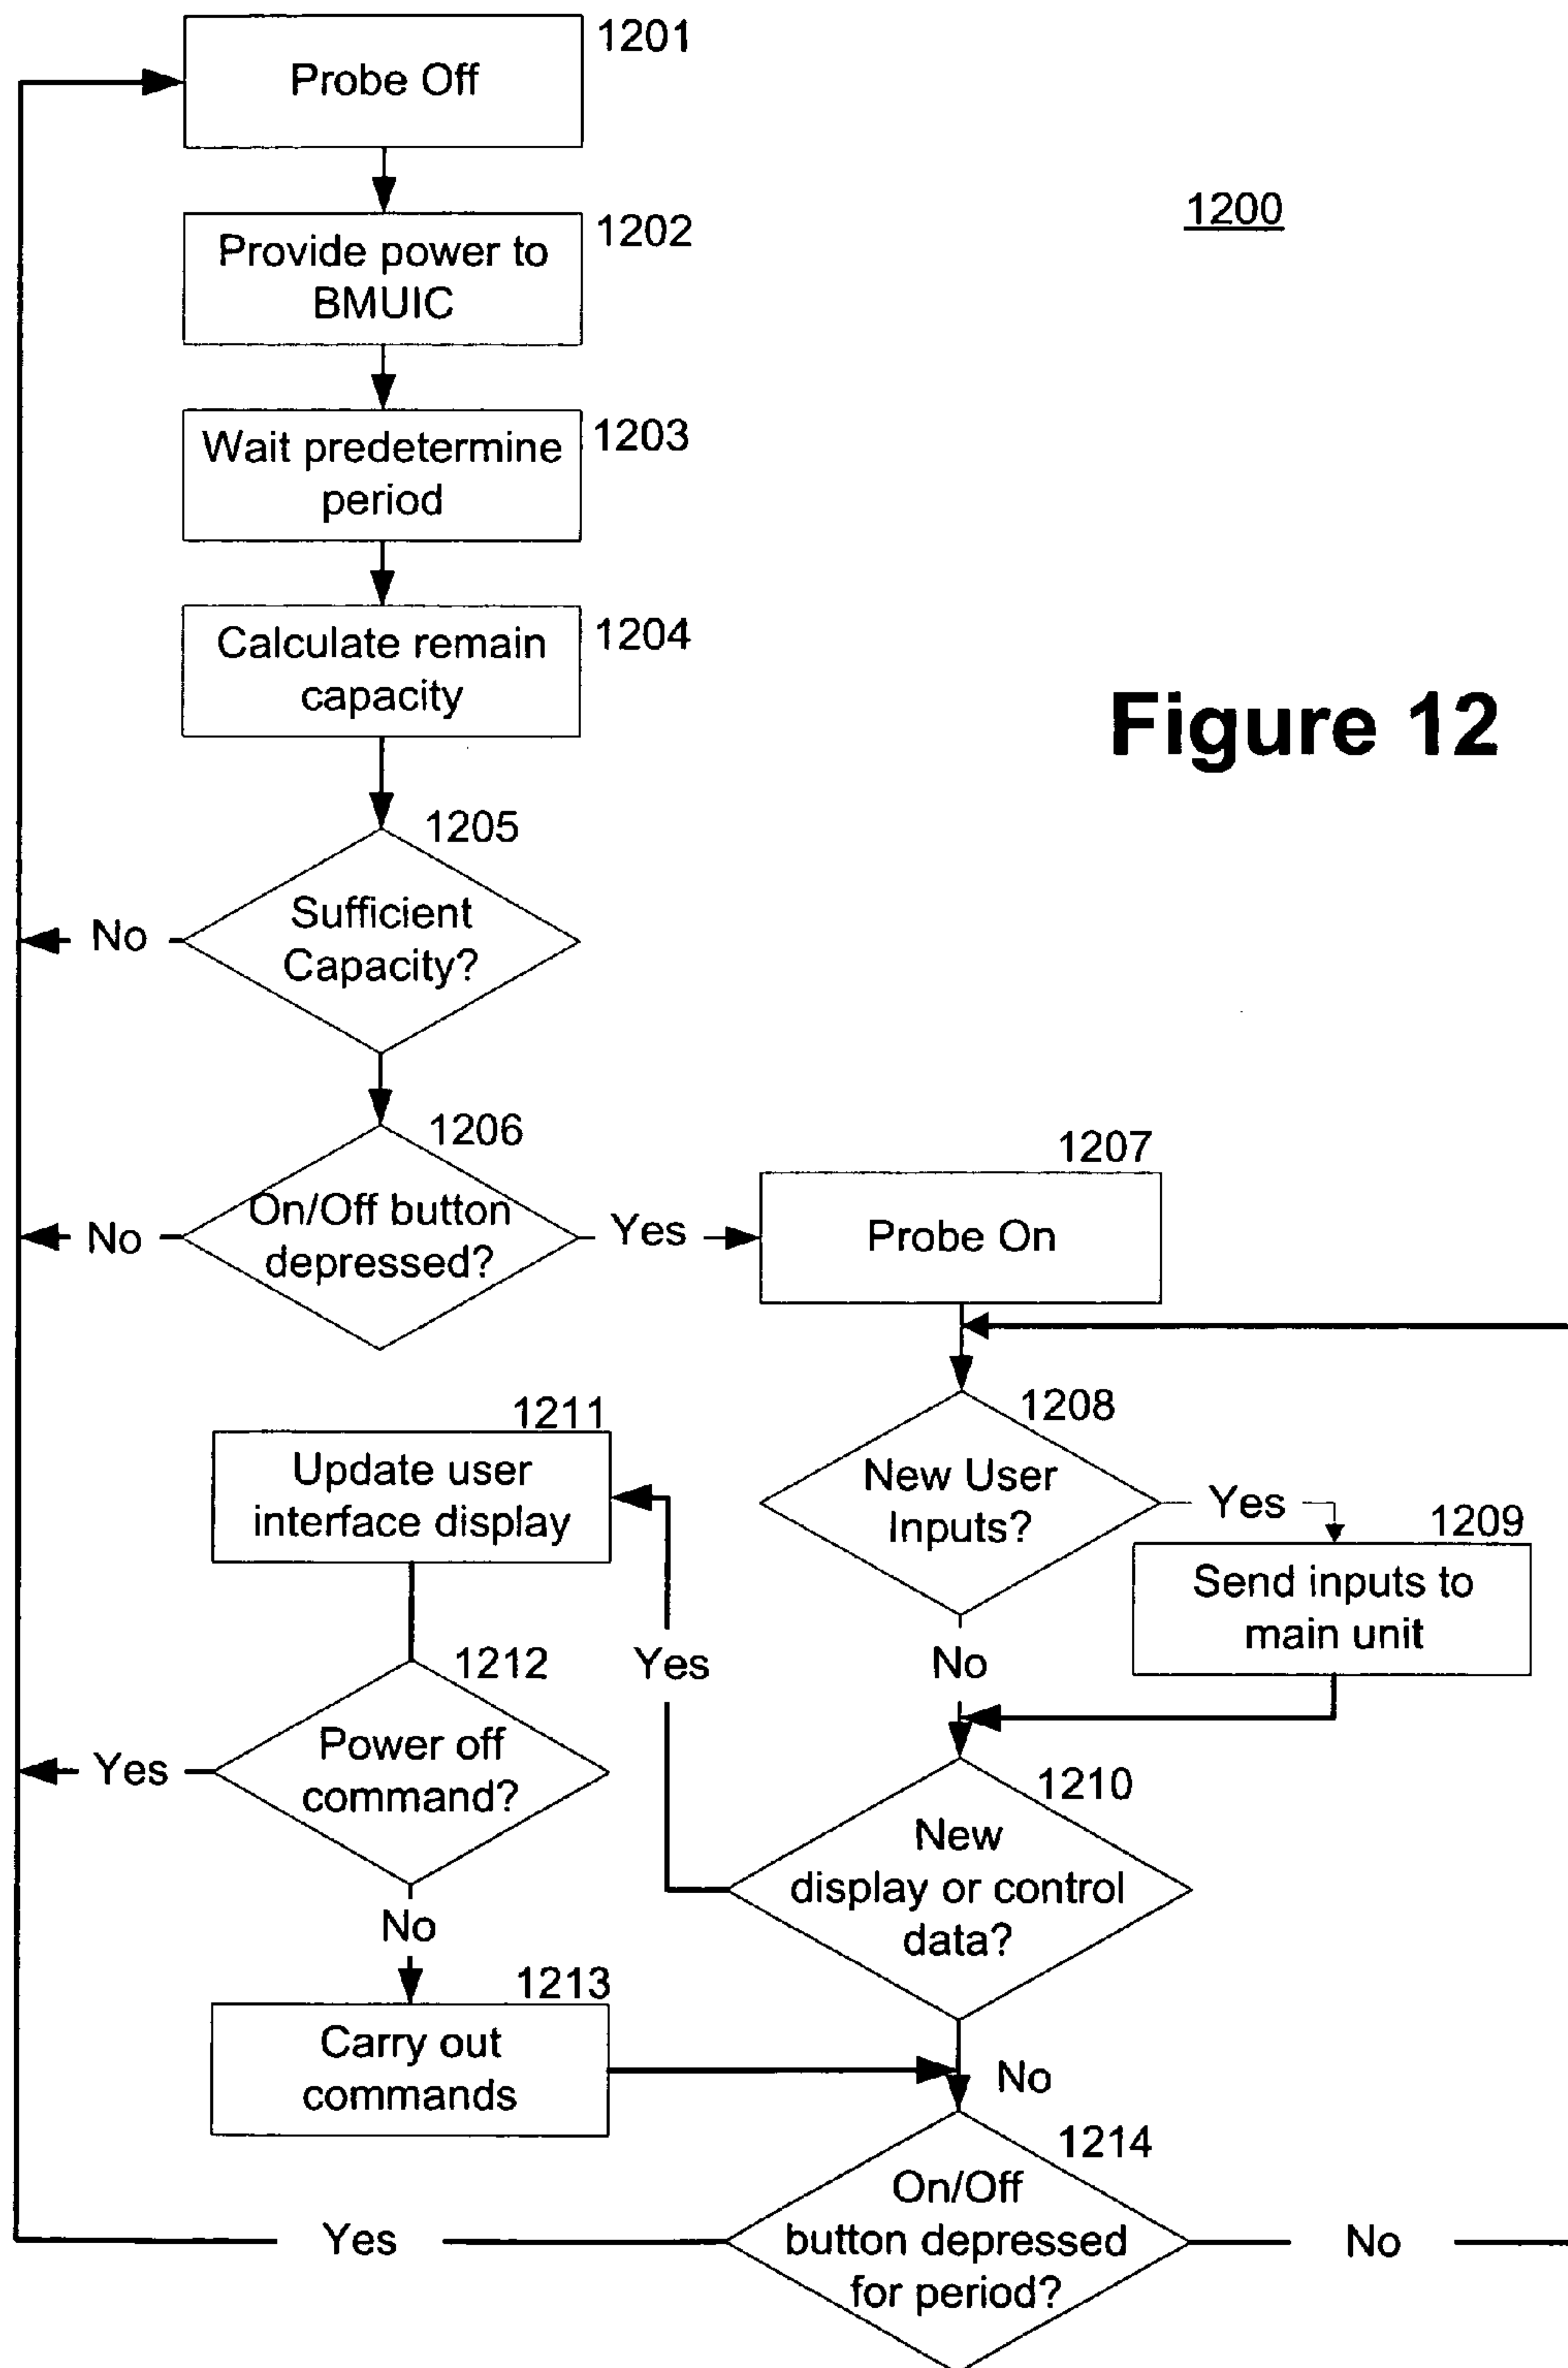 1201
Probe Off
1200
1202
Provide power to
BMUIC
1203
Wait predetermine
period
1204
Calculate remain
capacity
Figure 12
1205
Sufficient
Capacity?
No
1206
On/Off button
depressed?
No
Yes
1207
Probe On
1208
New User
Inputs?
Yes
1209
Send inputs to
main unit
No
1211
Update user
interface display
Yes
1212
Power off
command?
Yes
No
1210
New
display or control
data?
1213
Carry out
commands
No
1214
On/Off
button depressed
for period?
Yes
No